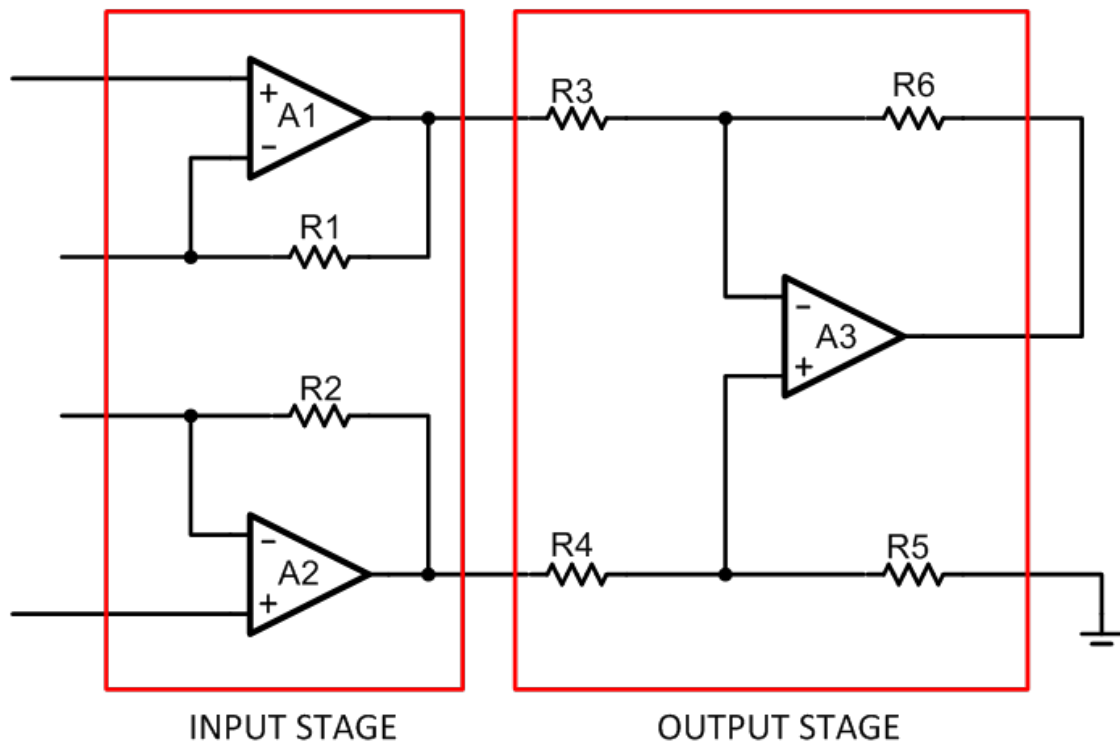 R3
R6
+
A1
-
R1
-
A3
+
R2
R4
R5
-
A2
+
INPUT STAGE
OUTPUT STAGE